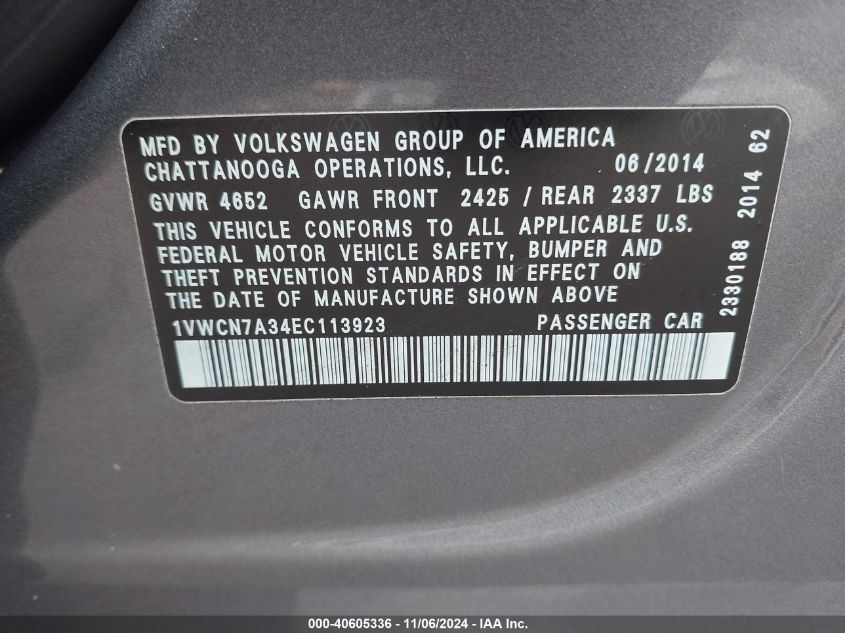 MFD BY VOLKSWAGEN GROUP OF AMERICA
CHATTANOOGA OPERATIONS, LLC. 06/2014
GVWR 4652 GAWR FRONT 2425 / REAR 2337 LBS
THIS VEHICLE CONFORMS TO ALL APPLICABLE U.S.
FEDERAL MOTOR VEHICLE SAFETY, BUMPER AND
THEFT PREVENTION STANDARDS IN EFFECT ON
THE DATE OF MANUFACTURE SHOWN ABOVE
1VWCN7A34EC113923 PASSENGER CAR
2330188 2014 62
000-40605336 - 11/06/2024 - IAA Inc.